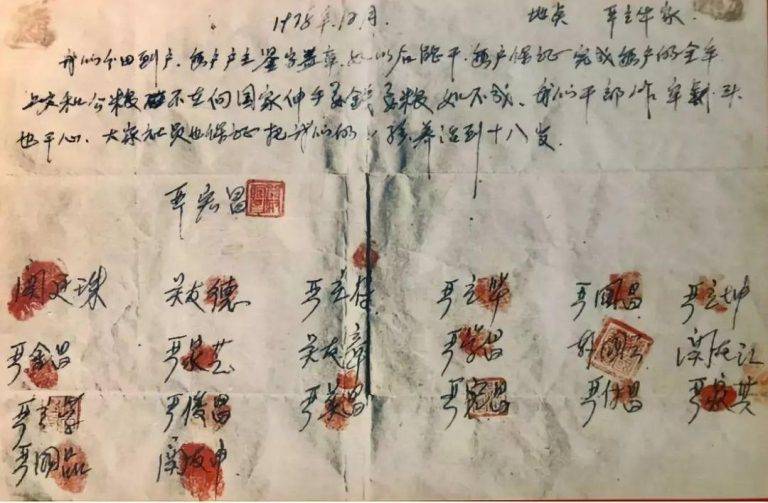 1978年12月 地点 严立华家
我们分田到户,每户户主签字盖章,如以后能干,每户保证完成每户的全年
上交和公粮不在向国家伸手要钱要粮,如不成,我们干部作牢刹头
也干心,大家社员也保证把我们的小孩养活到十八岁.
严宏昌
关廷珠 关友德 严立符 严立华 严国昌 严立坤
严金昌 严家芝 关友章 严学昌 韩国云 关友江
严立学 严俊昌 严美昌 严宏昌 严付昌 严家其
严国品 关友申